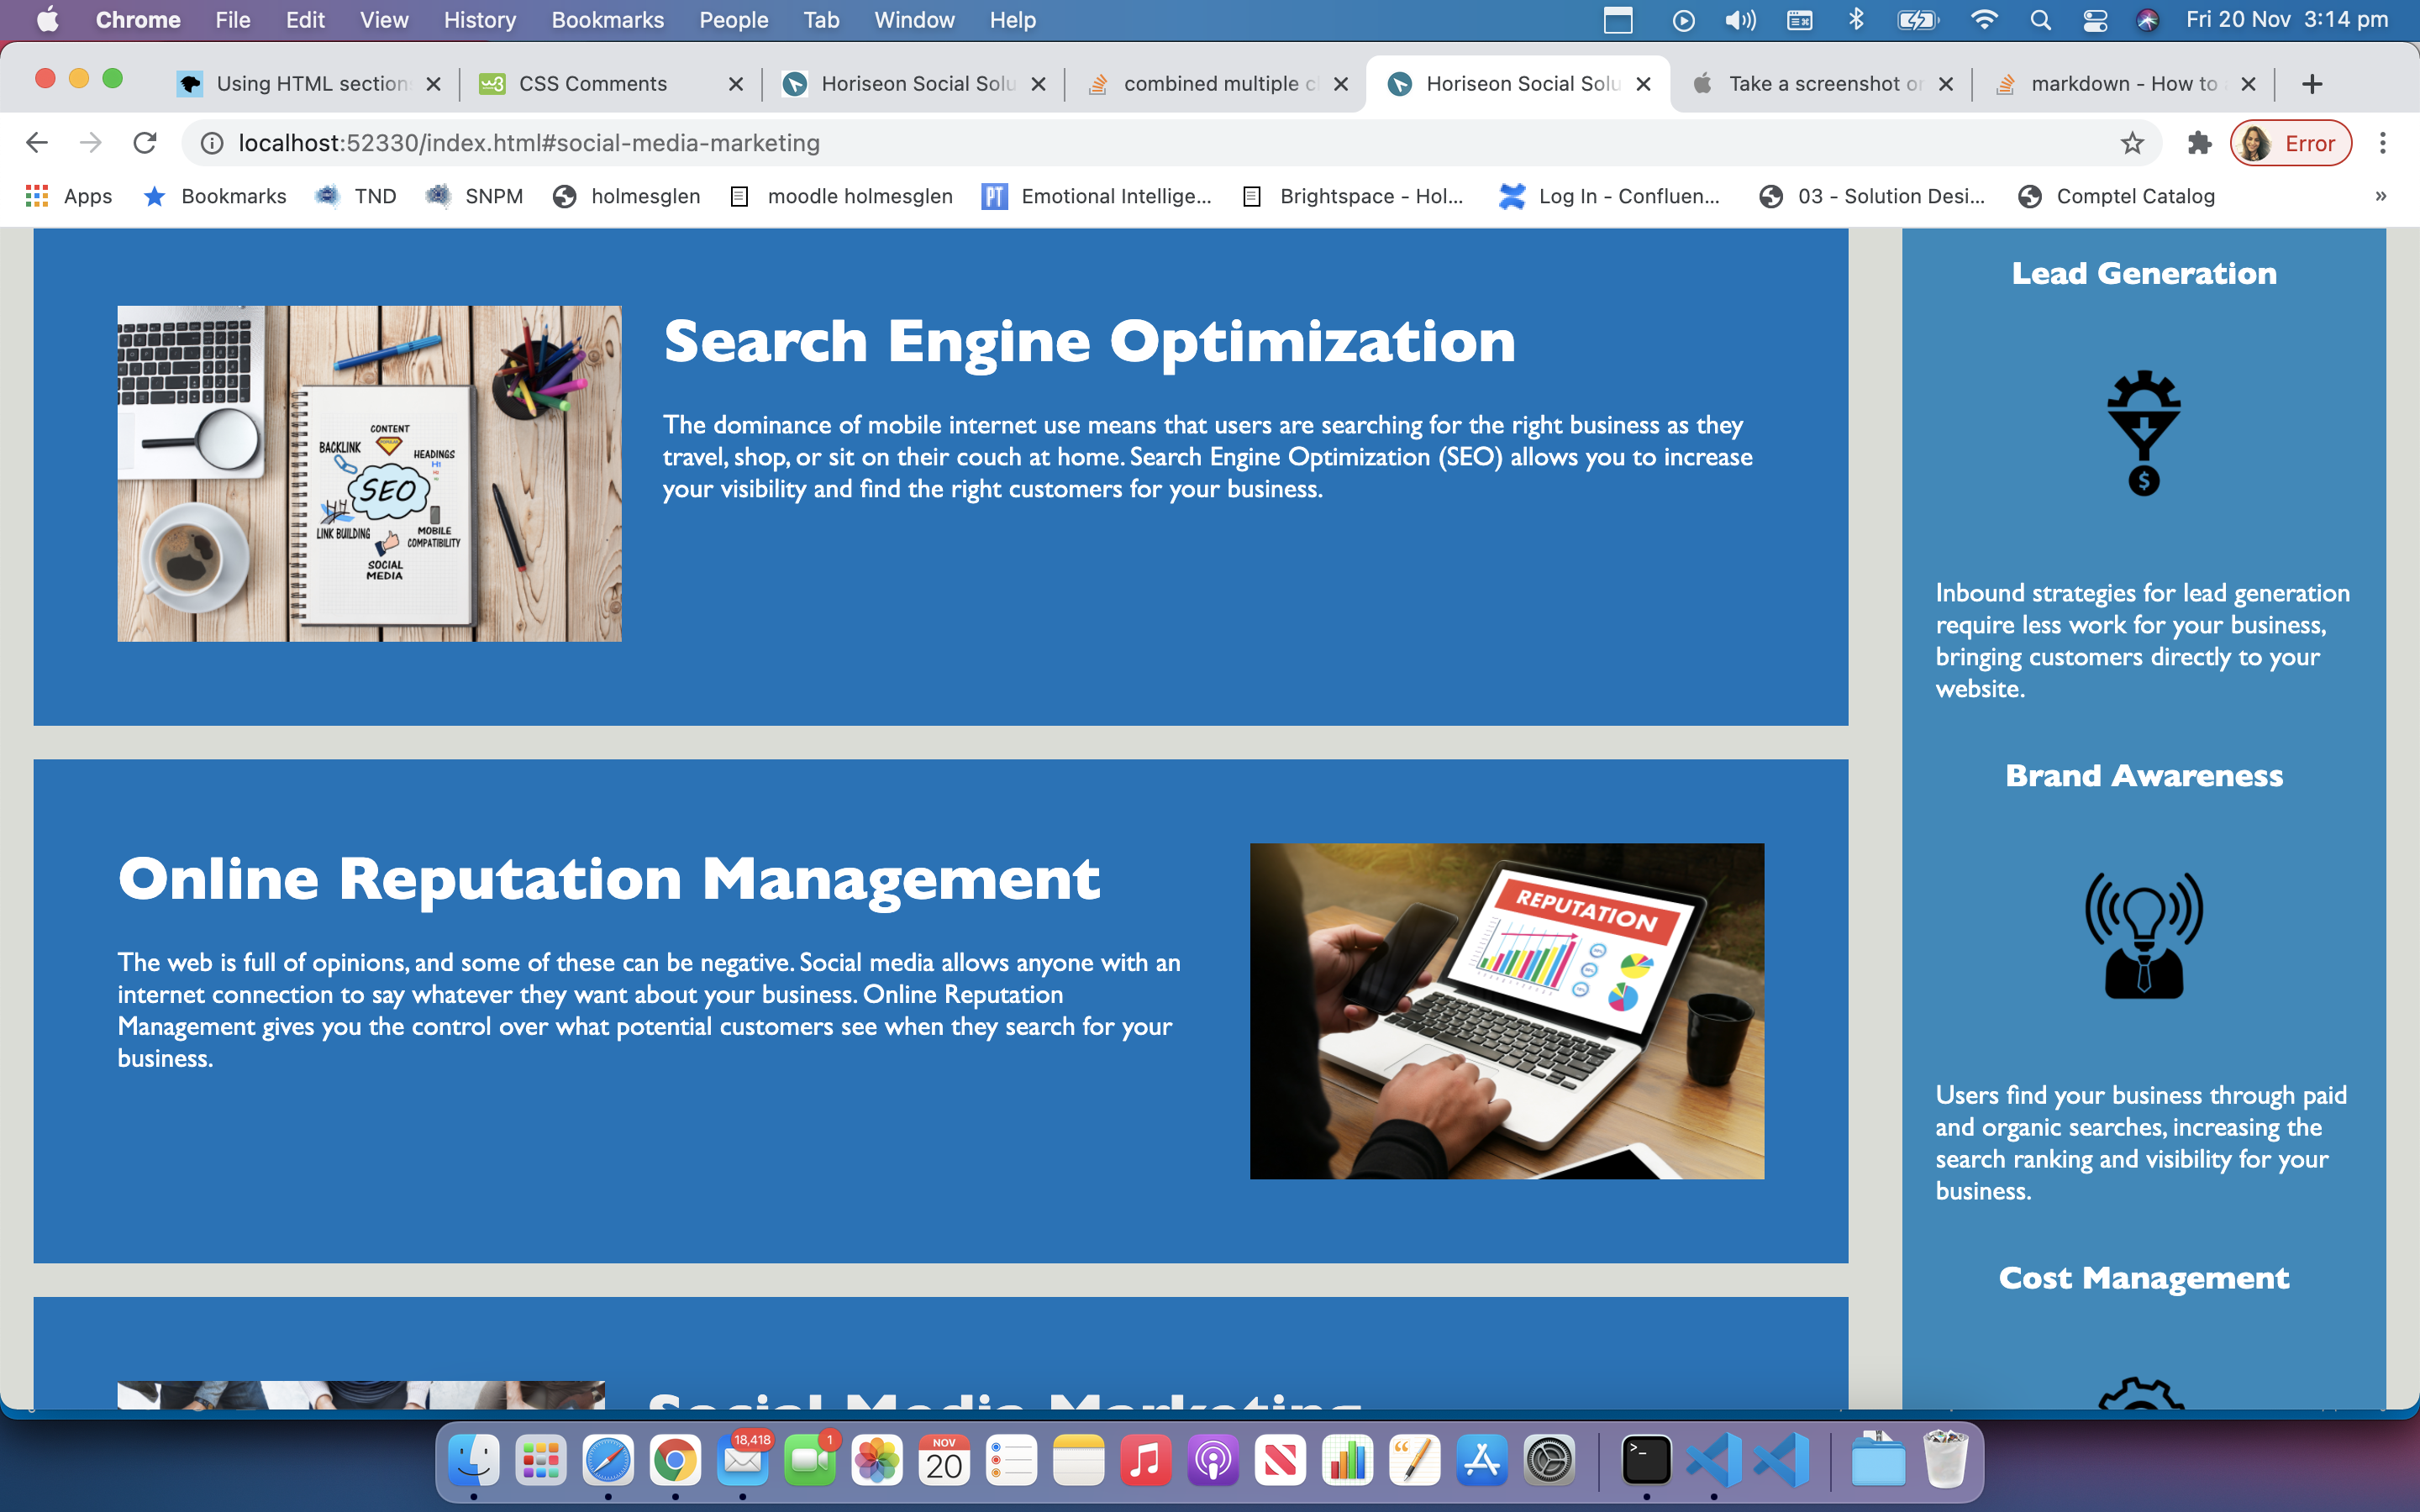 Chrome File Edit View History Bookmarks People Tab Window Help Fri 20 Nov 3:14 pm
Using HTML section CSS Comments Horiseon Social Solu combined multiple cl Horiseon Social Solu Take a screenshot or markdown - How to
localhost:52330/index.html#social-media-marketing Error
Apps Bookmarks TND SNPM holmesglen moodle holmesglen PT Emotional Intellige... Brightspace - Hol... Log In - Confluen... 03 - Solution Desi... Comptel Catalog »
Search Engine Optimization
The dominance of mobile internet use means that users are searching for the right business as they
travel, shop, or sit on their couch at home. Search Engine Optimization (SEO) allows you to increase
your visibility and find the right customers for your business.
CONTENT
BACKLINK
HEADINGS
H1
SEO
LINK BUILDING
MOBILE
COMPATIBILITY
SOCIAL
MEDIA
Online Reputation Management
The web is full of opinions, and some of these can be negative. Social media allows anyone with an
internet connection to say whatever they want about your business. Online Reputation
Management gives you the control over what potential customers see when they search for your
business.
REPUTATION
Social Media Marketing
Lead Generation
$
Inbound strategies for lead generation
require less work for your business,
bringing customers directly to your
website.
Brand Awareness
Users find your business through paid
and organic searches, increasing the
search ranking and visibility for your
business.
Cost Management
18,418
1
NOV
20
>_